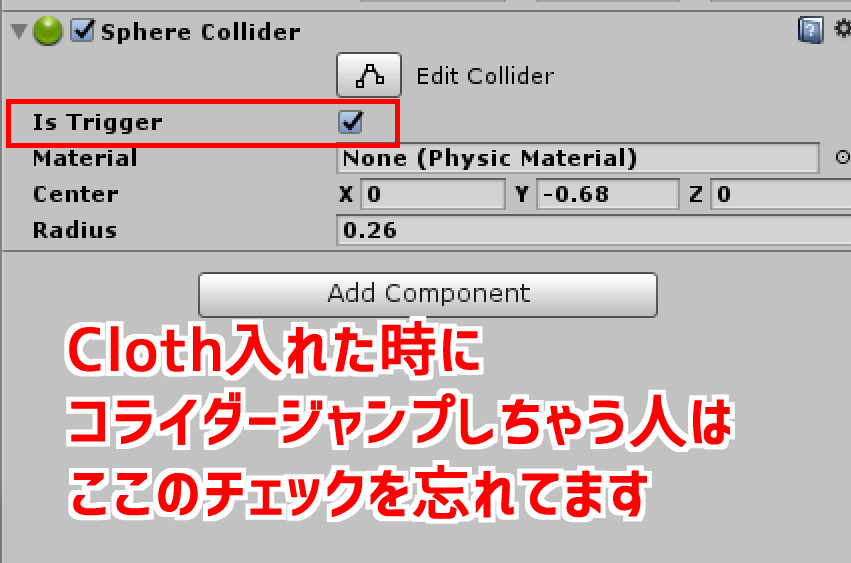 Sphere Collider
Edit Collider
Is Trigger
Material None (Physic Material)
Center X 0 Y -0.68 Z 0
Radius 0.26
Add Component
Cloth入れた時に
コライダージャンプしちゃう人は
ここのチェックを忘れてます